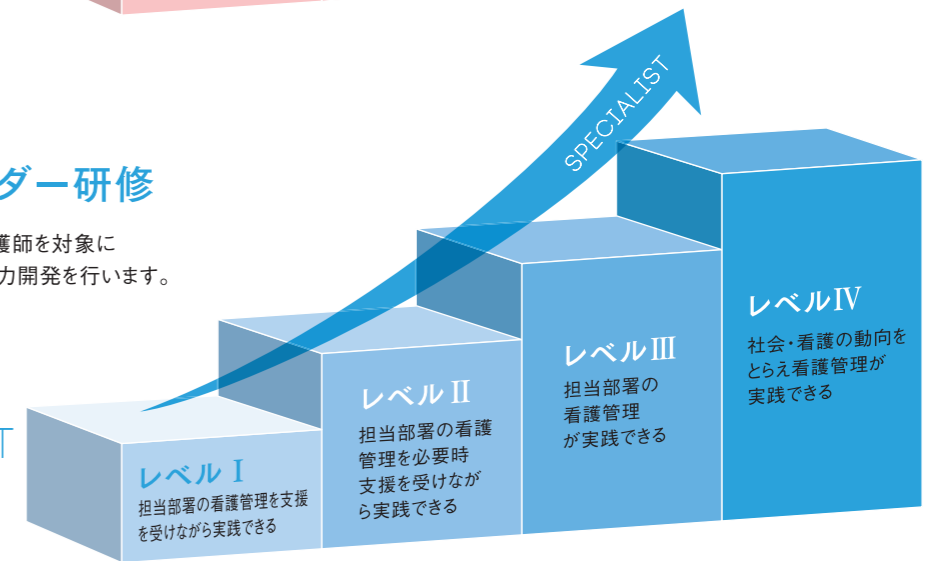 SPECIALIST
ダー研修
護師を対象に
力開発を行います。
レベルⅣ
社会・看護の動向を
とらえ看護管理が
実践できる
レベルⅢ
担当部署の
看護管理
が実践できる
レベルⅡ
担当部署の看護
管理を必要時
支援を受けなが
ら実践できる
レベルⅠ
担当部署の看護管理を支援
を受けながら実践できる
T